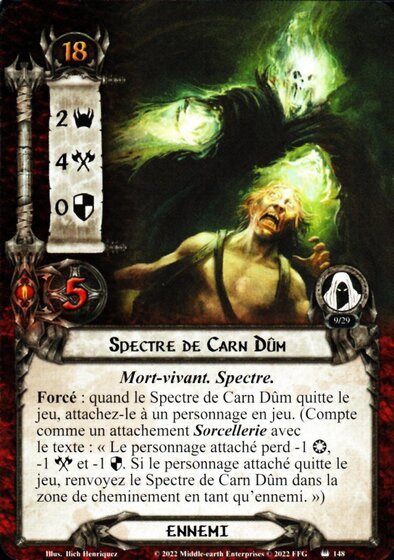 18
2
4
0
5
9/29
Spectre de Carn Dûm
Mort-vivant. Spectre.
Forcé : quand le Spectre de Carn Dûm quitte le
jeu, attachez-le à un personnage en jeu. (Compte
comme un attachement Sorcellerie avec
le texte : « Le personnage attaché perd -1
-1 et -1 . Si le personnage attaché quitte le
jeu, renvoyez le Spectre de Carn Dûm dans la
zone de cheminement en tant qu'ennemi. »)
ENNEMI
Illus. Ilich Henriquez © 2022 Middle-earth Enterprises © 2022 FFG 148